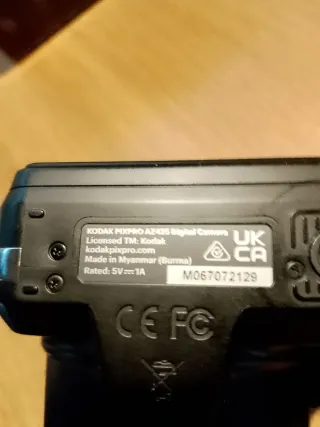 KODAK PIXPRO AZ425 Digital Camera
Licensed TM: Kodak
kodakpixpro.com
Made in Myanmar (Burma)
Rated: 5V⎓1A
UK
CA
M067072129
CE FC